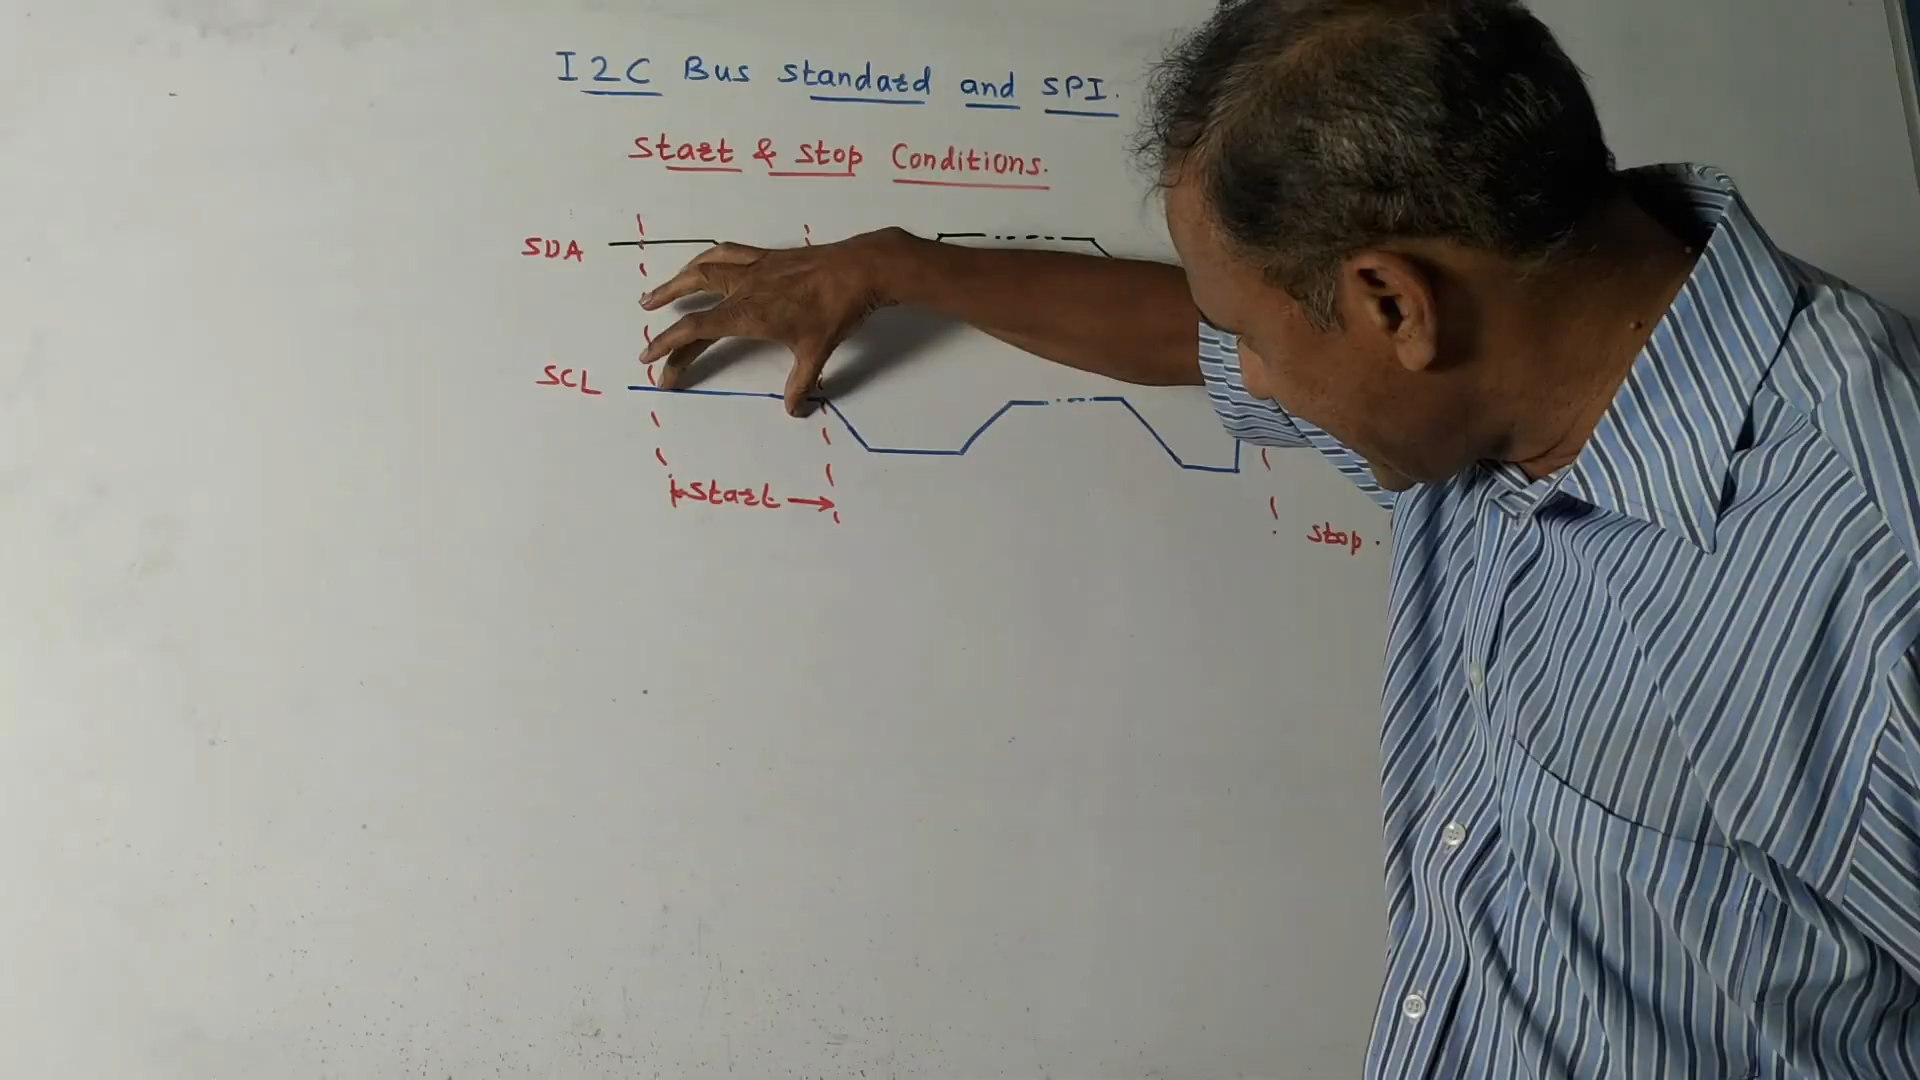 I2C Bus standard and SPI.
Start & stop Conditions.
SDA
SCL
Start
stop.